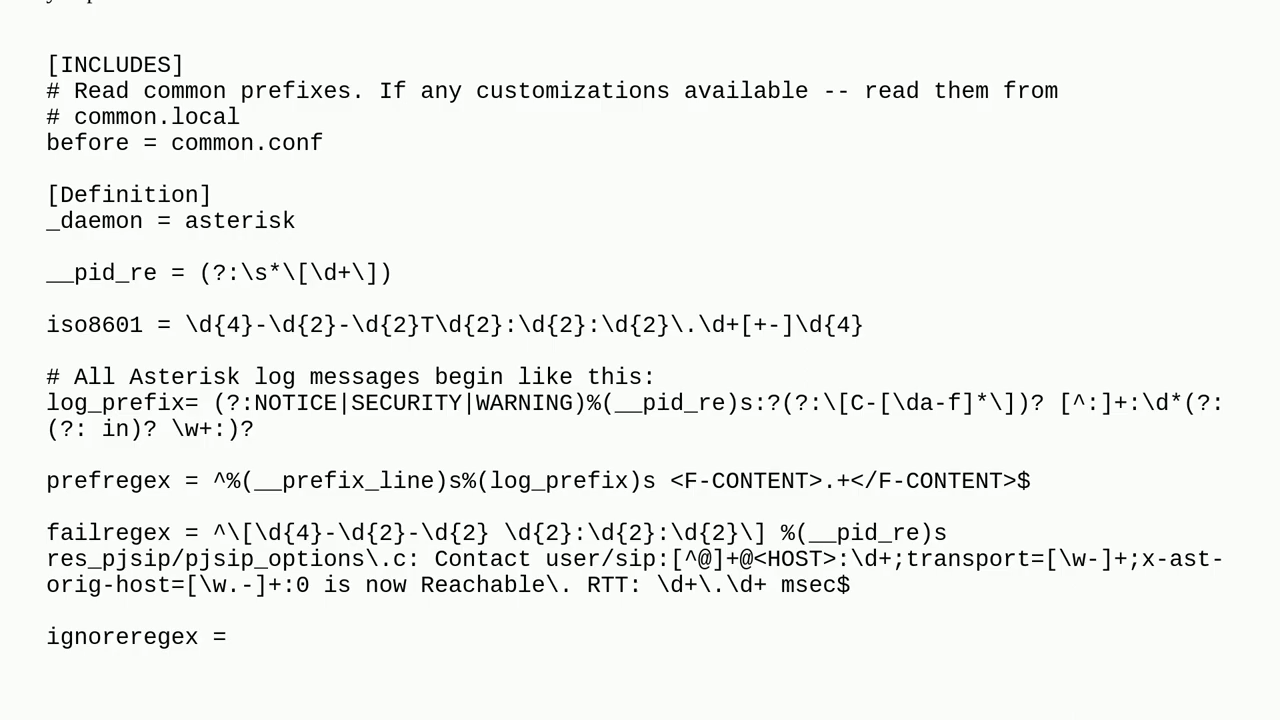 [INCLUDES]
# Read common prefixes. If any customizations available -- read them from
# common.local
before = common.conf
[Definition]
_daemon = asterisk
__pid_re = (?:\s*\[\d+\])
iso8601 = \d{4}-\d{2}-\d{2}T\d{2}:\d{2}:\d{2}\.\d+[+-]\d{4}
# All Asterisk log messages begin like this:
log_prefix= (?:NOTICE|SECURITY|WARNING)%(__pid_re)s:?(?:\[C-[\da-f]*\])? [^:]+:\d*(?:
(?: in)? \w+:)?
prefregex = ^%(__prefix_line)s%(log_prefix)s <F-CONTENT>.+</F-CONTENT>$
failregex = ^\[\d{4}-\d{2}-\d{2} \d{2}:\d{2}:\d{2}\] %(__pid_re)s
res_pjsip/pjsip_options\.c: Contact user/sip:[^@]+@<HOST>:\d+;transport=[\w-]+;x-ast-
orig-host=[\w.-]+:0 is now Reachable\. RTT: \d+\.\d+ msec$
ignoreregex =